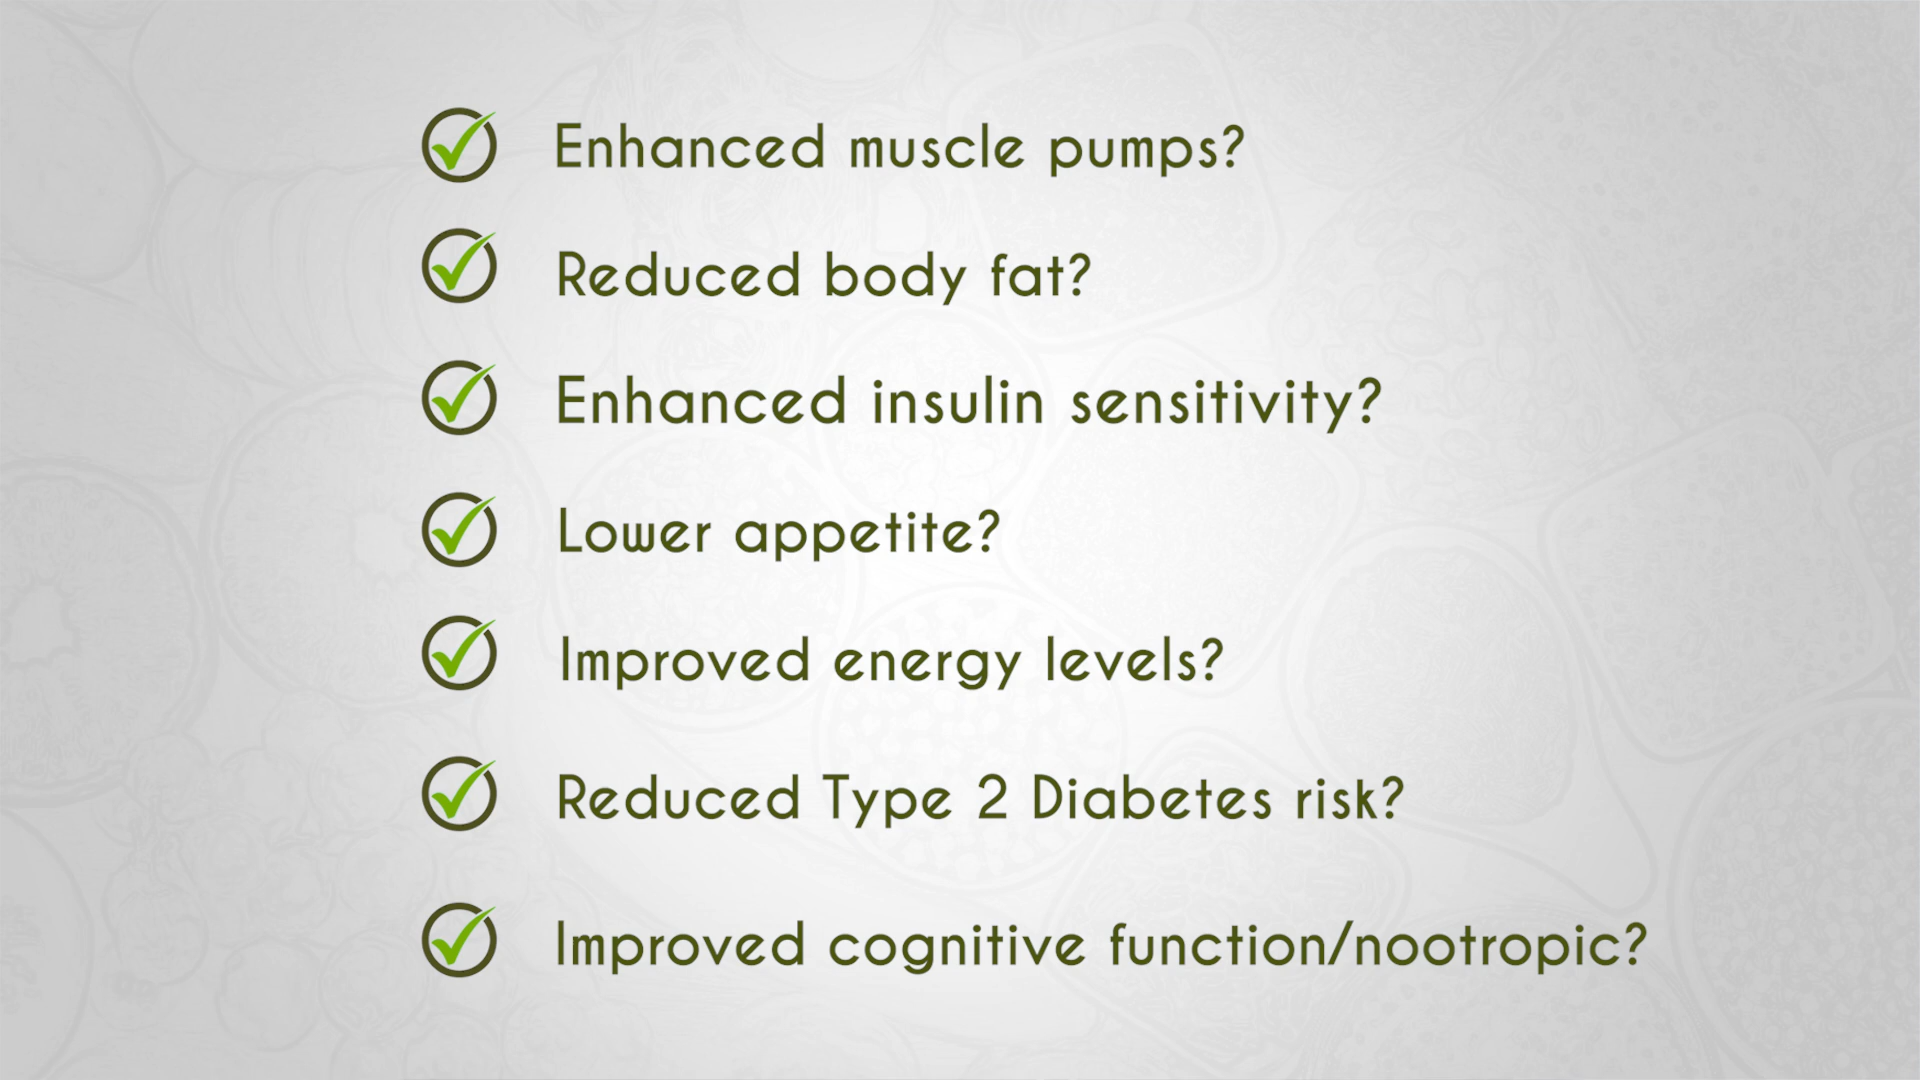 Enhanced muscle pumps?
Reduced body fat?
Enhanced insulin sensitivity?
Lower appetite?
Improved energy levels?
Reduced Type 2 Diabetes risk?
Improved cognitive function/nootropic?